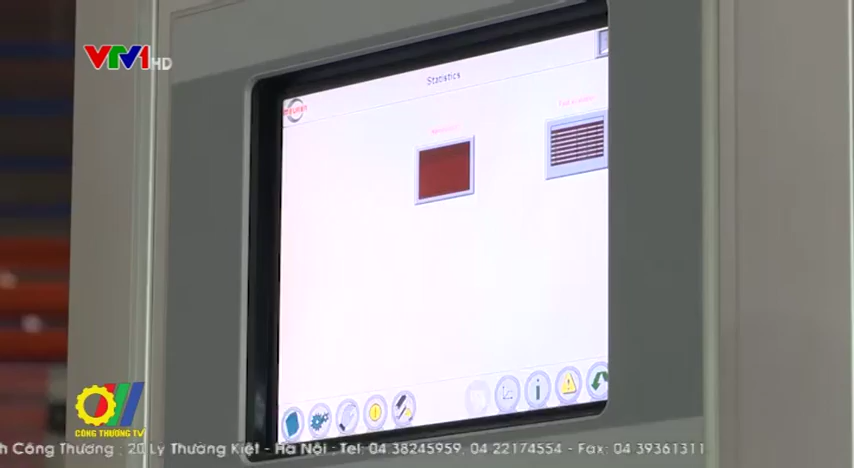 VTV1 HD
Statistics
CÔNG THƯƠNG TV
h Công Thương : 20 Lý Thường Kiệt - Hà Nội - Tel: 04 38245959, 04 22174554 - Fax: 04 39361311